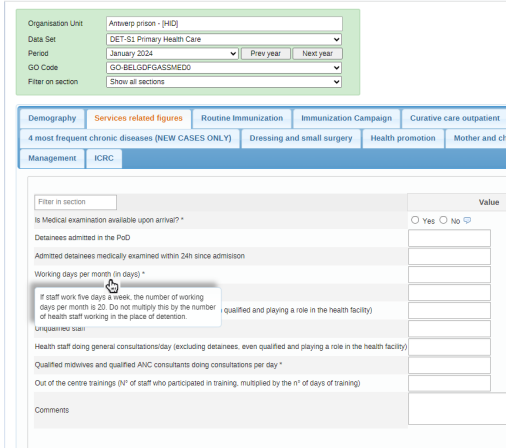 Organisation Unit Antwerp prison - [HID]
Data Set DET-S1 Primary Health Care
Period January 2024 Prev year Next year
GO Code GO-BELGDFGASSMED0
Filter on section Show all sections
Demography Services related figures Routine Immunization Immunization Campaign Curative care outpatient
4 most frequent chronic diseases (NEW CASES ONLY) Dressing and small surgery Health promotion Mother and ch
Management ICRC
Filter in section Value
Is Medical examination available upon arrival? * Yes No
Detainees admitted in the PoD
Admitted detainees medically examined within 24h since admisison
Working days per month (in days) *
If staff work five days a week, the number of working
days per month is 20. Do not multiply this by the number
of health staff working in the place of detention.
qualified and playing a role in the health facility)
Unqualified staff
Health staff doing general consultations/day (excluding detainees, even qualified and playing a role in the health facility)
Qualified midwives and qualified ANC consultants doing consultations per day *
Out of the centre trainings (N° of staff who participated in training, multiplied by the n° of days of training)
Comments